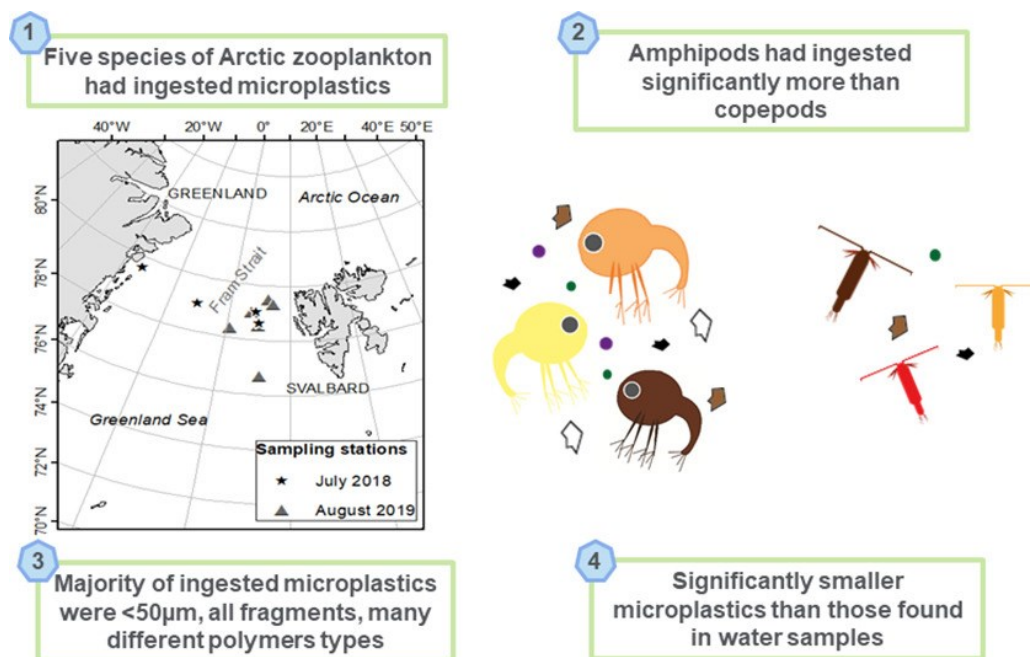 1
Five species of Arctic zooplankton
had ingested microplastics
2
Amphipods had ingested
significantly more than
copepods
40°W 20°W 0° 20°E 40°E 50°E
80°N
78°N
76°N
74°N
72°N
70°N
GREENLAND
Arctic Ocean
FramStrait
SVALBARD
Greenland Sea
Sampling stations
July 2018
August 2019
3
Majority of ingested microplastics
were <50µm, all fragments, many
different polymers types
4
Significantly smaller
microplastics than those found
in water samples